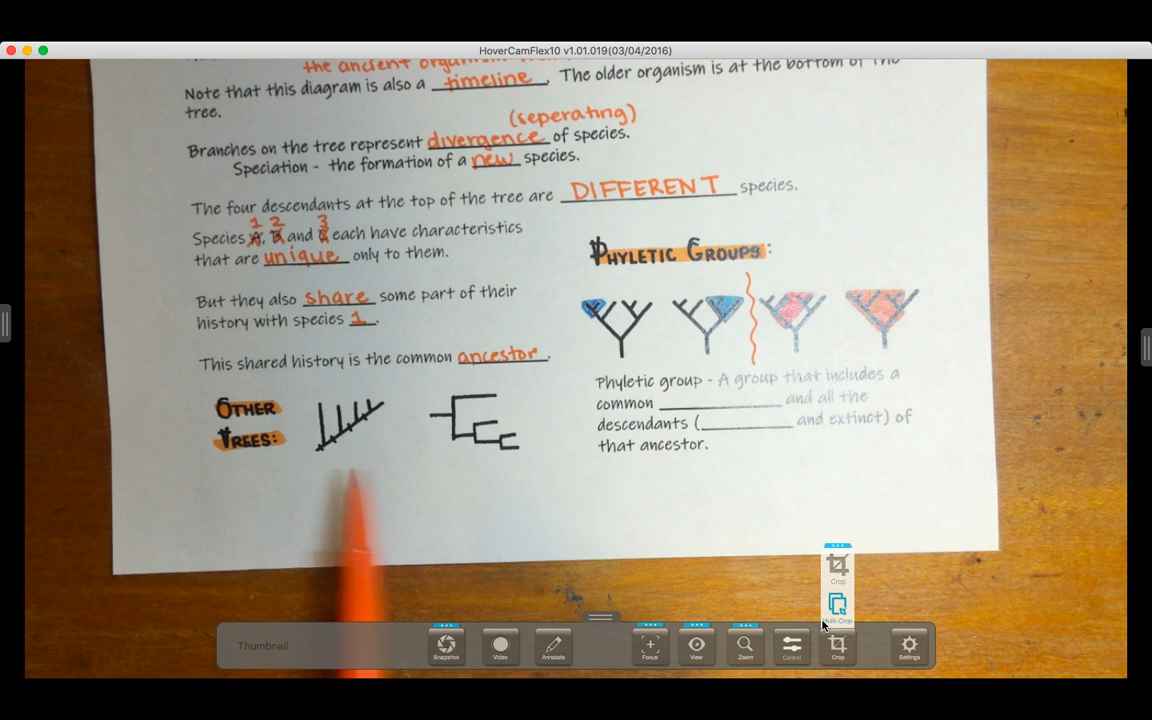 HoverCamFlex10 v1.01.019(03/04/2016)
the ancient
Note that this diagram is also a timeline. The older organism is at the bottom of the
tree.
(seperating)
Branches on the tree represent divergence of species.
Speciation - the formation of a new species.
The four descendants at the top of the tree are DIFFERENT species.
1 2 3
Species A, B and C each have characteristics
that are unique only to them.
But they also share some part of their
history with species 1.
This shared history is the common ancestor.
OTHER
TREES:
PHYLETIC GROUPS:
Phyletic group - A group that includes a
common ____________ and all the
descendants (__________ and extinct) of
that ancestor.
Crop
Multi-Crop
Thumbnail
Snapshot
Video
Annotate
Focus
View
Zoom
Control
Crop
Settings